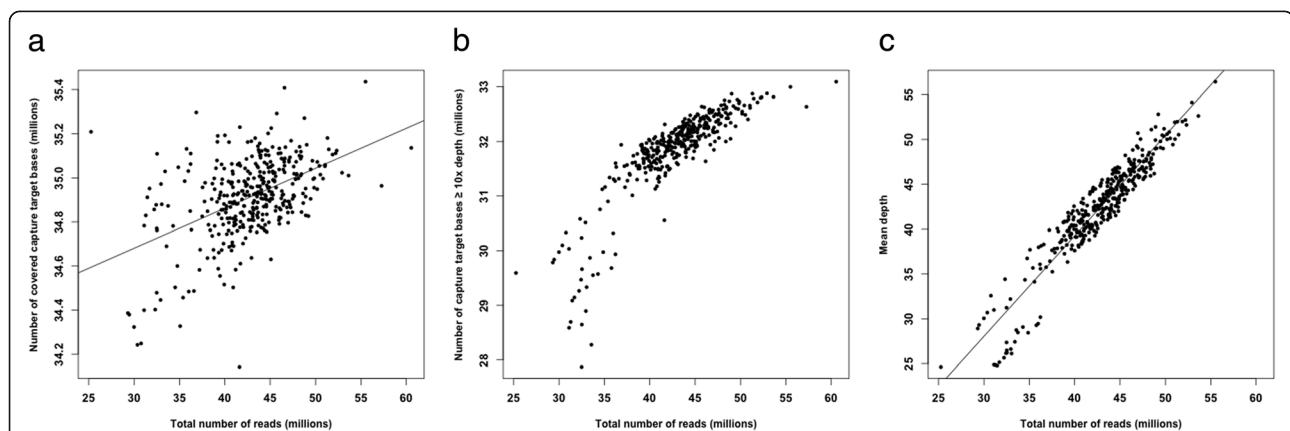 a
Number of covered capture target bases (millions)
35.4
35.2
35.0
34.8
34.6
34.4
34.2
25 30 35 40 45 50 55 60
Total number of reads (millions)
b
Number of capture target bases ≥ 10x depth (millions)
33
32
31
30
29
28
25 30 35 40 45 50 55 60
Total number of reads (millions)
c
Mean depth
55
50
45
40
35
30
25
25 30 35 40 45 50 55 60
Total number of reads (millions)